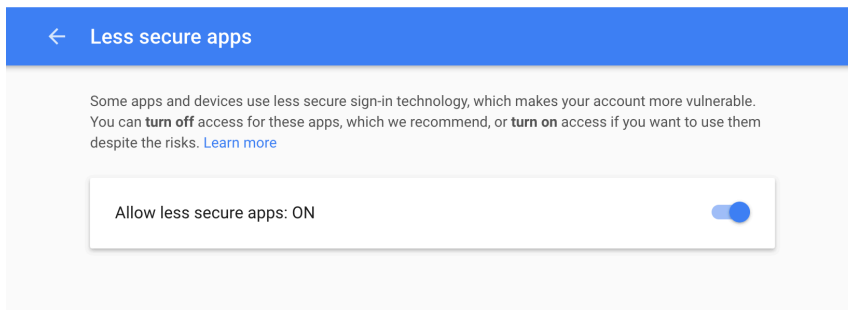 Less secure apps
Some apps and devices use less secure sign-in technology, which makes your account more vulnerable.
You can turn off access for these apps, which we recommend, or turn on access if you want to use them
despite the risks. Learn more
Allow less secure apps: ON